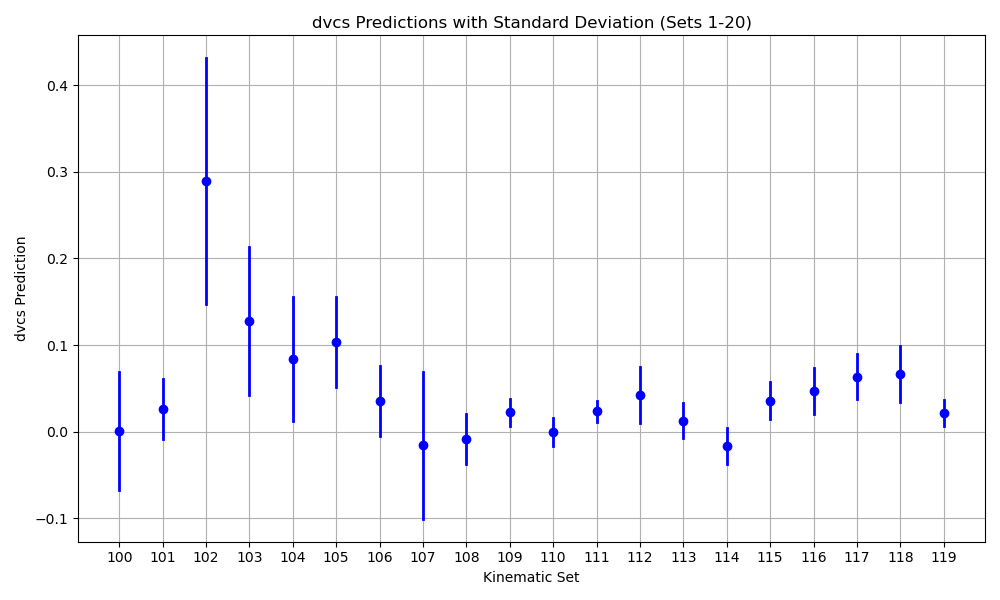 dvcs Predictions with Standard Deviation (Sets 1-20)
dvcs Prediction
0.4
0.3
0.2
0.1
0.0
−0.1
100 101 102 103 104 105 106 107 108 109 110 111 112 113 114 115 116 117 118 119
Kinematic Set